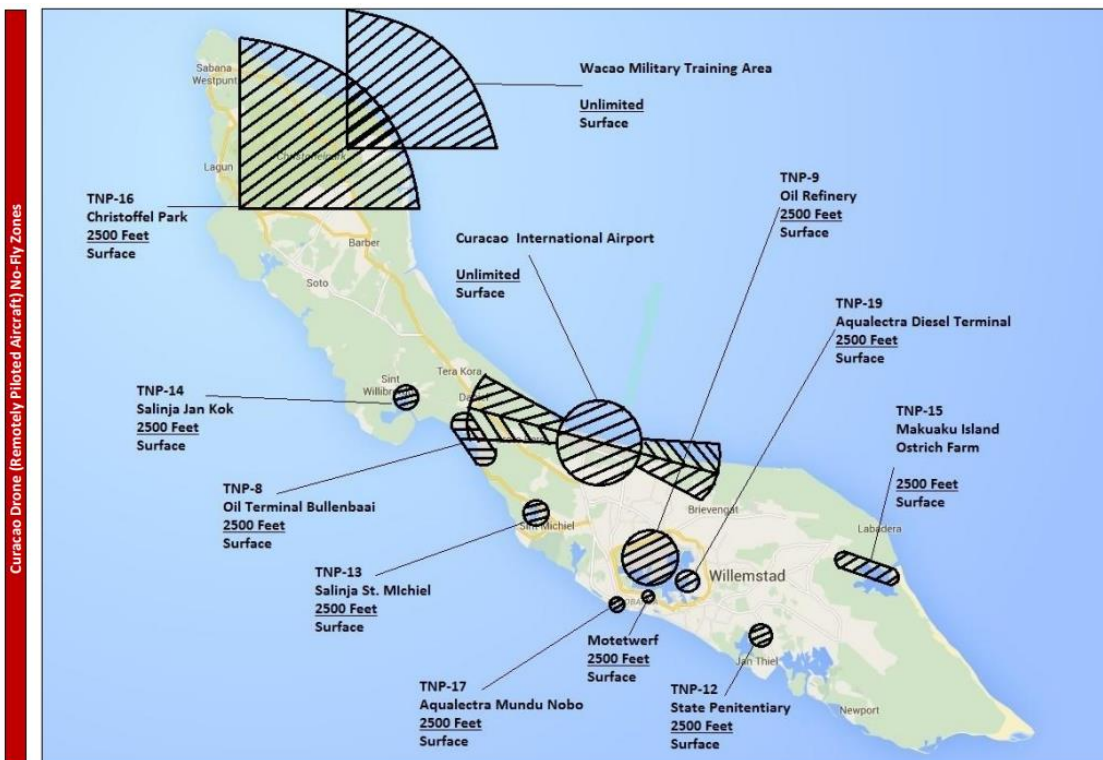 Curacao Drone (Remotely Piloted Aircraft) No-Fly Zones
Wacao Military Training Area
Unlimited
Surface
Sabana
Westpunt
Christoffelpark
Lagun
TNP-16
Christoffel Park
2500 Feet
Surface
Barber
Soto
Curacao International Airport
Unlimited
Surface
TNP-9
Oil Refinery
2500 Feet
Surface
TNP-19
Aqualectra Diesel Terminal
2500 Feet
Surface
Tera Kora
Sint
TNP-14
Salinja Jan Kok
2500 Feet
Surface
TNP-15
Makuaku Island
Ostrich Farm
2500 Feet
Surface
TNP-8
Oil Terminal Bullenbaai
2500 Feet
Surface
Brievengat
Labadera
Sint Michiel
TNP-13
Salinja St. MIchiel
2500 Feet
Surface
Willemstad
Motetwerf
2500 Feet
Surface
Jan Thiel
TNP-17
Aqualectra Mundu Nobo
2500 Feet
Surface
TNP-12
State Penitentiary
2500 Feet
Surface
Newport